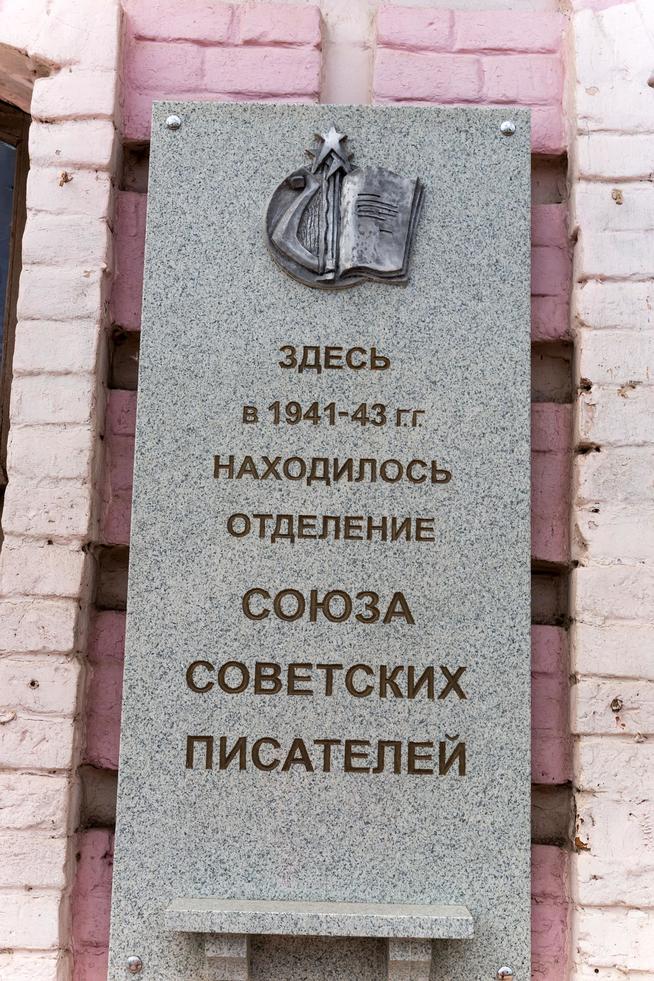 ЗДЕСЬ
в 1941-43 г.г.
НАХОДИЛОСЬ
ОТДЕЛЕНИЕ
СОЮЗА
СОВЕТСКИХ
ПИСАТЕЛЕЙ